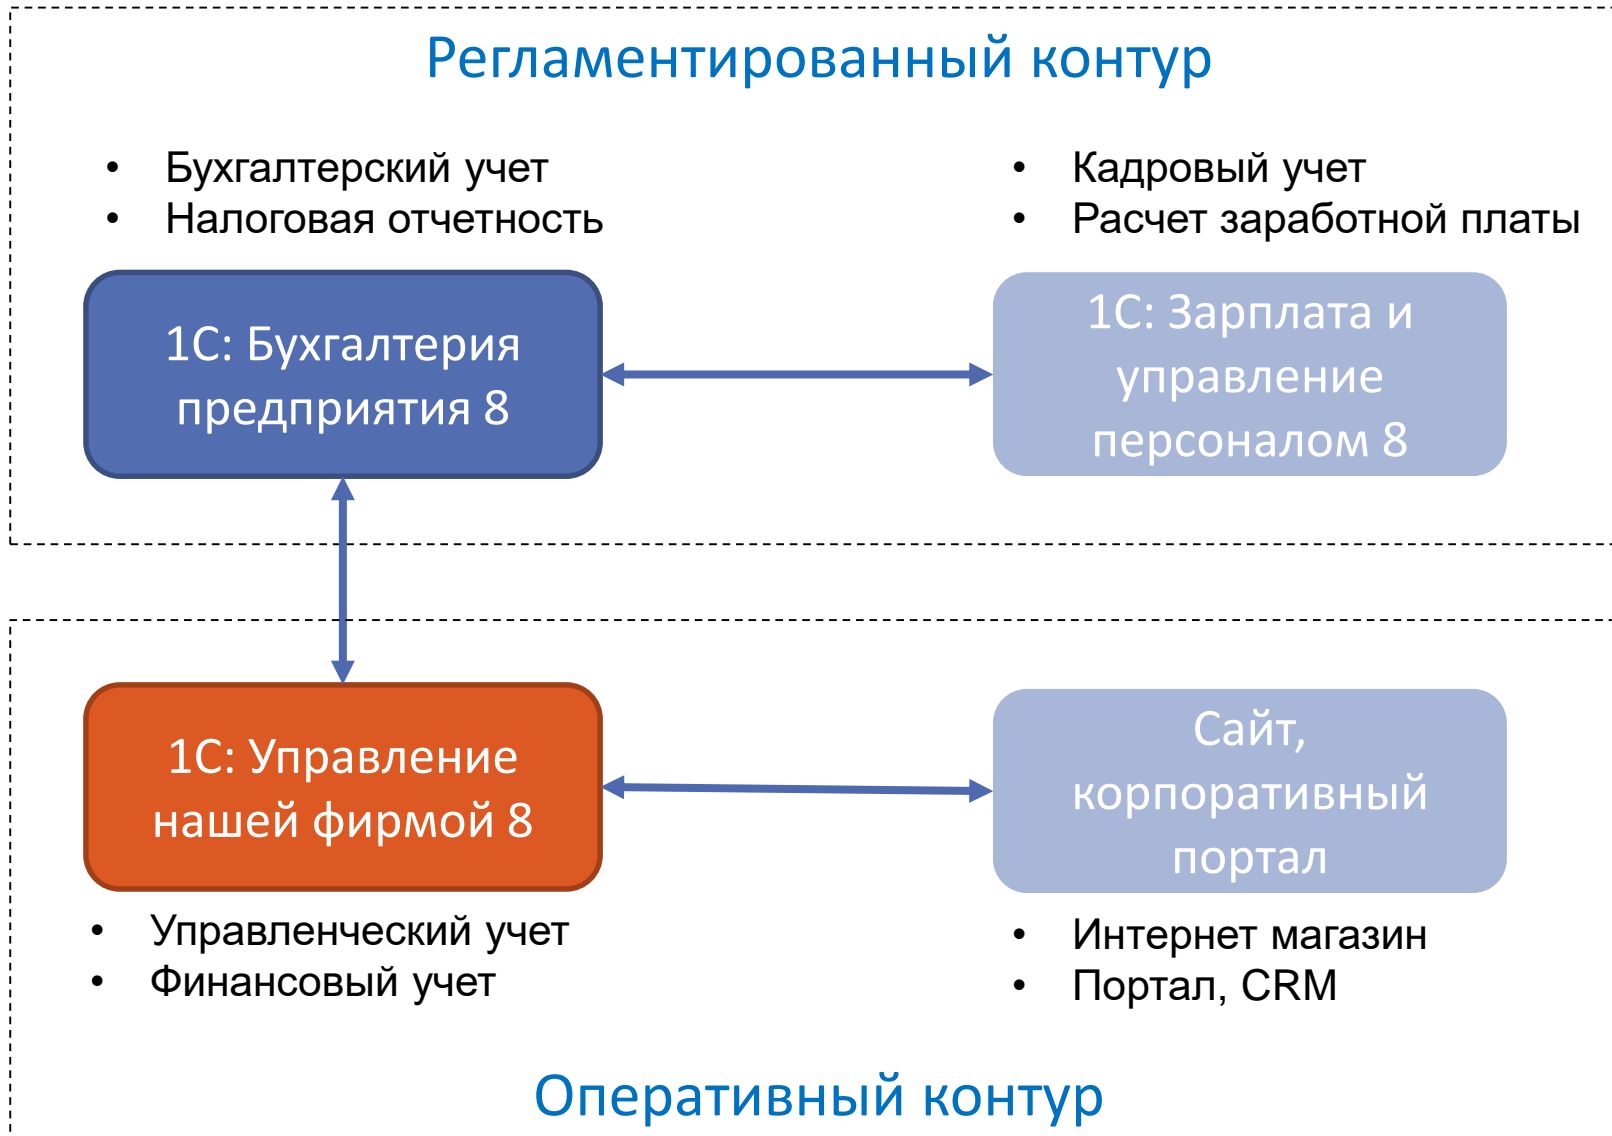 Регламентированный контур
• Бухгалтерский учет
• Налоговая отчетность
• Кадровый учет
• Расчет заработной платы
1С: Бухгалтерия
предприятия 8
1С: Зарплата и
управление
персоналом 8
1С: Управление
нашей фирмой 8
Сайт,
корпоративный
портал
• Управленческий учет
• Финансовый учет
• Интернет магазин
• Портал, CRM
Оперативный контур